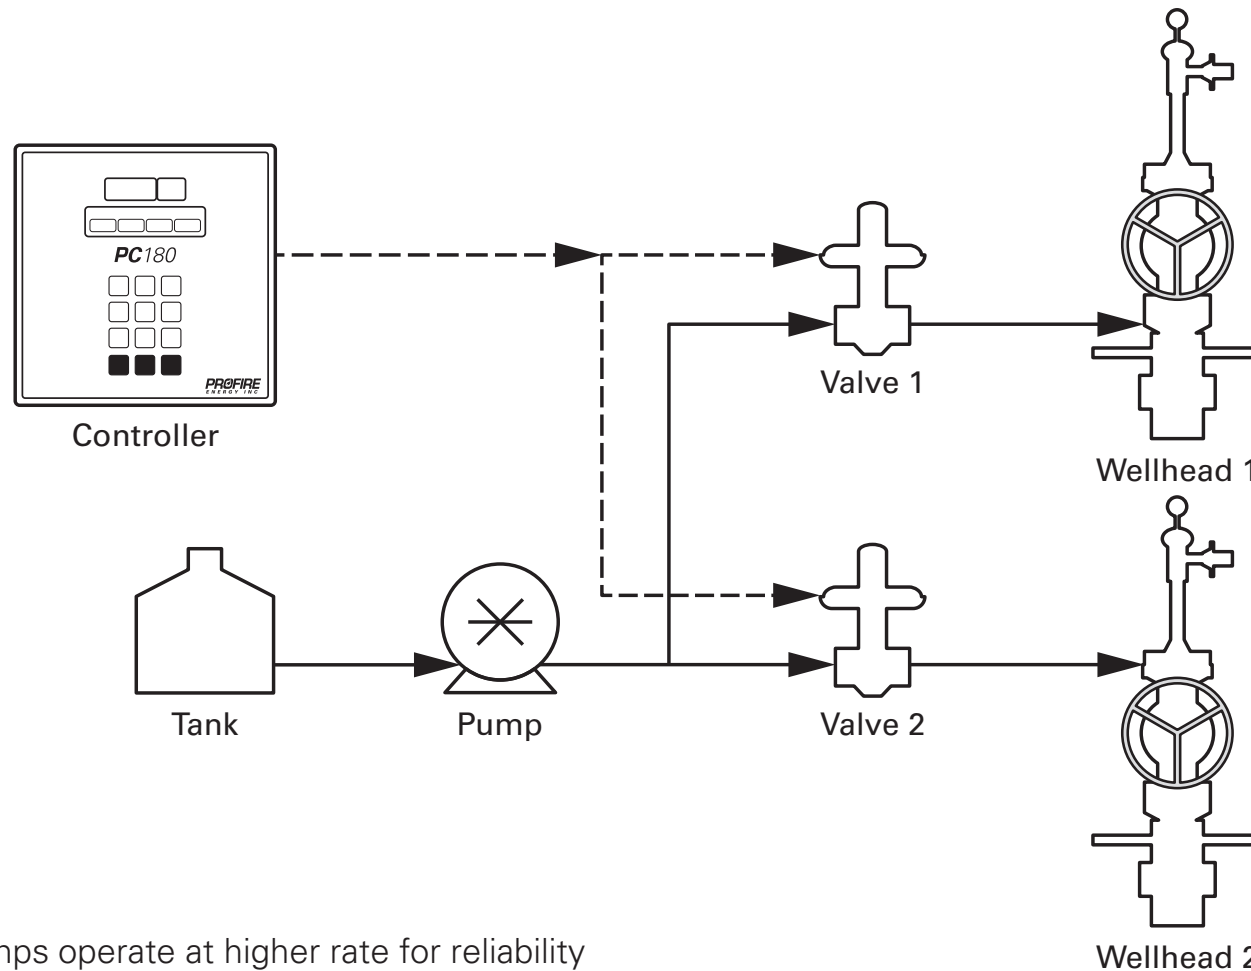 PC180
PROFIRE
ENERGY INC
Controller
Valve 1
Wellhead 1
Tank
Pump
Valve 2
operate at higher rate for reliability
Wellhead 2